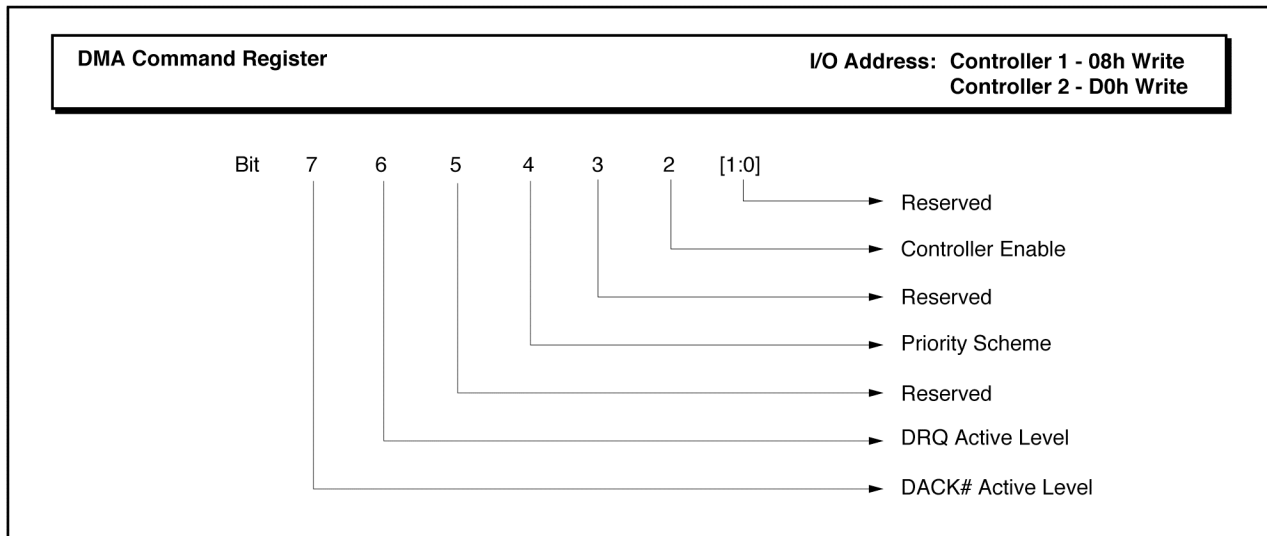 DMA Command Register
I/O Address: Controller 1 - 08h Write
Controller 2 - D0h Write
Bit 7 6 5 4 3 2 [1:0]
Reserved
Controller Enable
Reserved
Priority Scheme
Reserved
DRQ Active Level
DACK# Active Level